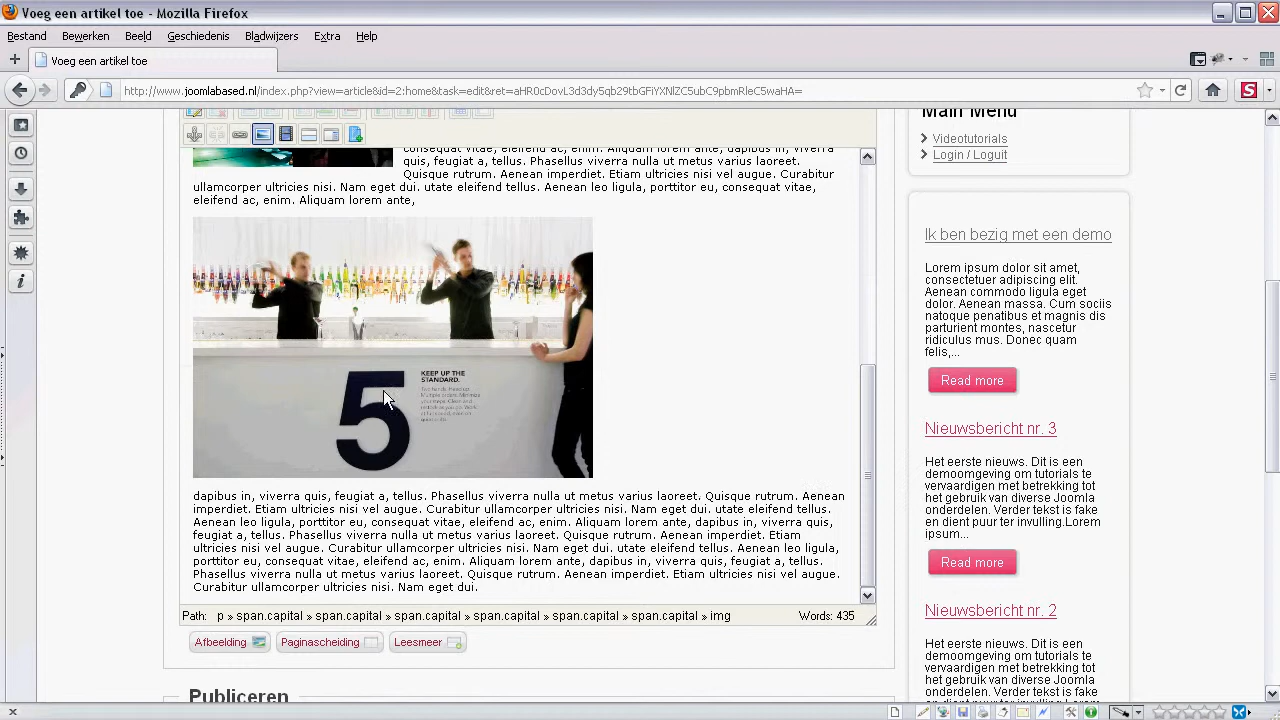 Voeg een artikel toe - Mozilla Firefox
Bestand Bewerken Beeld Geschiedenis Bladwijzers Extra Help
Voeg een artikel toe
Main Menu
Videotutorials
Login / Loguit
consequat vitae, eleifend ac, enim. Aliquam lorem ante, dapibus in, viverra
quis, feugiat a, tellus. Phasellus viverra nulla ut metus varius laoreet.
Quisque rutrum. Aenean imperdiet. Etiam ultricies nisi vel augue. Curabitur
ullamcorper ultricies nisi. Nam eget dui. utate eleifend tellus. Aenean leo ligula, porttitor eu, consequat vitae,
eleifend ac, enim. Aliquam lorem ante,
KEEP UP THE
STANDARD.
5
dapibus in, viverra quis, feugiat a, tellus. Phasellus viverra nulla ut metus varius laoreet. Quisque rutrum. Aenean
imperdiet. Etiam ultricies nisi vel augue. Curabitur ullamcorper ultricies nisi. Nam eget dui. utate eleifend tellus.
Aenean leo ligula, porttitor eu, consequat vitae, eleifend ac, enim. Aliquam lorem ante, dapibus in, viverra quis,
feugiat a, tellus. Phasellus viverra nulla ut metus varius laoreet. Quisque rutrum. Aenean imperdiet. Etiam
ultricies nisi vel augue. Curabitur ullamcorper ultricies nisi. Nam eget dui. utate eleifend tellus. Aenean leo ligula,
porttitor eu, consequat vitae, eleifend ac, enim. Aliquam lorem ante, dapibus in, viverra quis, feugiat a, tellus.
Phasellus viverra nulla ut metus varius laoreet. Quisque rutrum. Aenean imperdiet. Etiam ultricies nisi vel augue.
Curabitur ullamcorper ultricies nisi. Nam eget dui.
Path: p » span.capital » span.capital » span.capital » span.capital » span.capital » span.capital » img Words: 435
Afbeelding Paginascheiding Leesmeer
Publiceren
Ik ben bezig met een demo
Lorem ipsum dolor sit amet,
consectetuer adipiscing elit.
Aenean commodo ligula eget
dolor. Aenean massa. Cum sociis
natoque penatibus et magnis dis
parturient montes, nascetur
ridiculus mus. Donec quam
felis,...
Read more
Nieuwsbericht nr. 3
Het eerste nieuws. Dit is een
demoomgeving om tutorials te
vervaardigen met betrekking tot
het gebruik van diverse Joomla
onderdelen. Verder tekst is fake
en dient puur ter invulling.Lorem
ipsum...
Read more
Nieuwsbericht nr. 2
Het eerste nieuws. Dit is een
demoomgeving om tutorials te
vervaardigen met betrekking tot
het gebruik van diverse Joomla
onderdelen. Verder tekst is fake